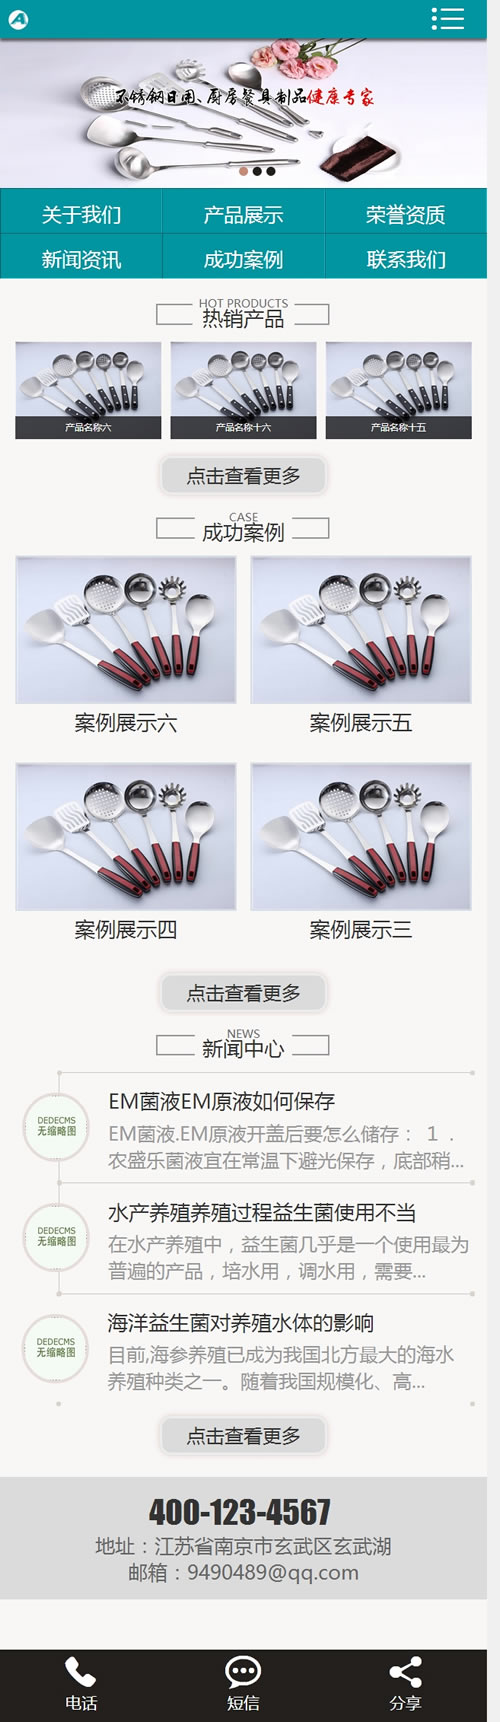 A
不锈钢日用、厨房餐具制品健康专家
关于我们 产品展示 荣誉资质
新闻资讯 成功案例 联系我们
HOT PRODUCTS
热销产品
产品名称六 产品名称十六 产品名称十五
点击查看更多
CASE
成功案例
案例展示六 案例展示五
案例展示四 案例展示三
点击查看更多
NEWS
新闻中心
EM菌液EM原液如何保存
DEDECMS
无缩略图
EM菌液.EM原液开盖后要怎么储存： 1．
农盛乐菌液宜在常温下避光保存，底部稍...
水产养殖养殖过程益生菌使用不当
DEDECMS
无缩略图
在水产养殖中，益生菌几乎是一个使用最为
普遍的产品，培水用，调水用，需要...
海洋益生菌对养殖水体的影响
DEDECMS
无缩略图
目前,海参养殖已成为我国北方最大的海水
养殖种类之一。随着我国规模化、高...
点击查看更多
400-123-4567
地址：江苏省南京市玄武区玄武湖
邮箱：9490489@qq.com
电话 短信 分享